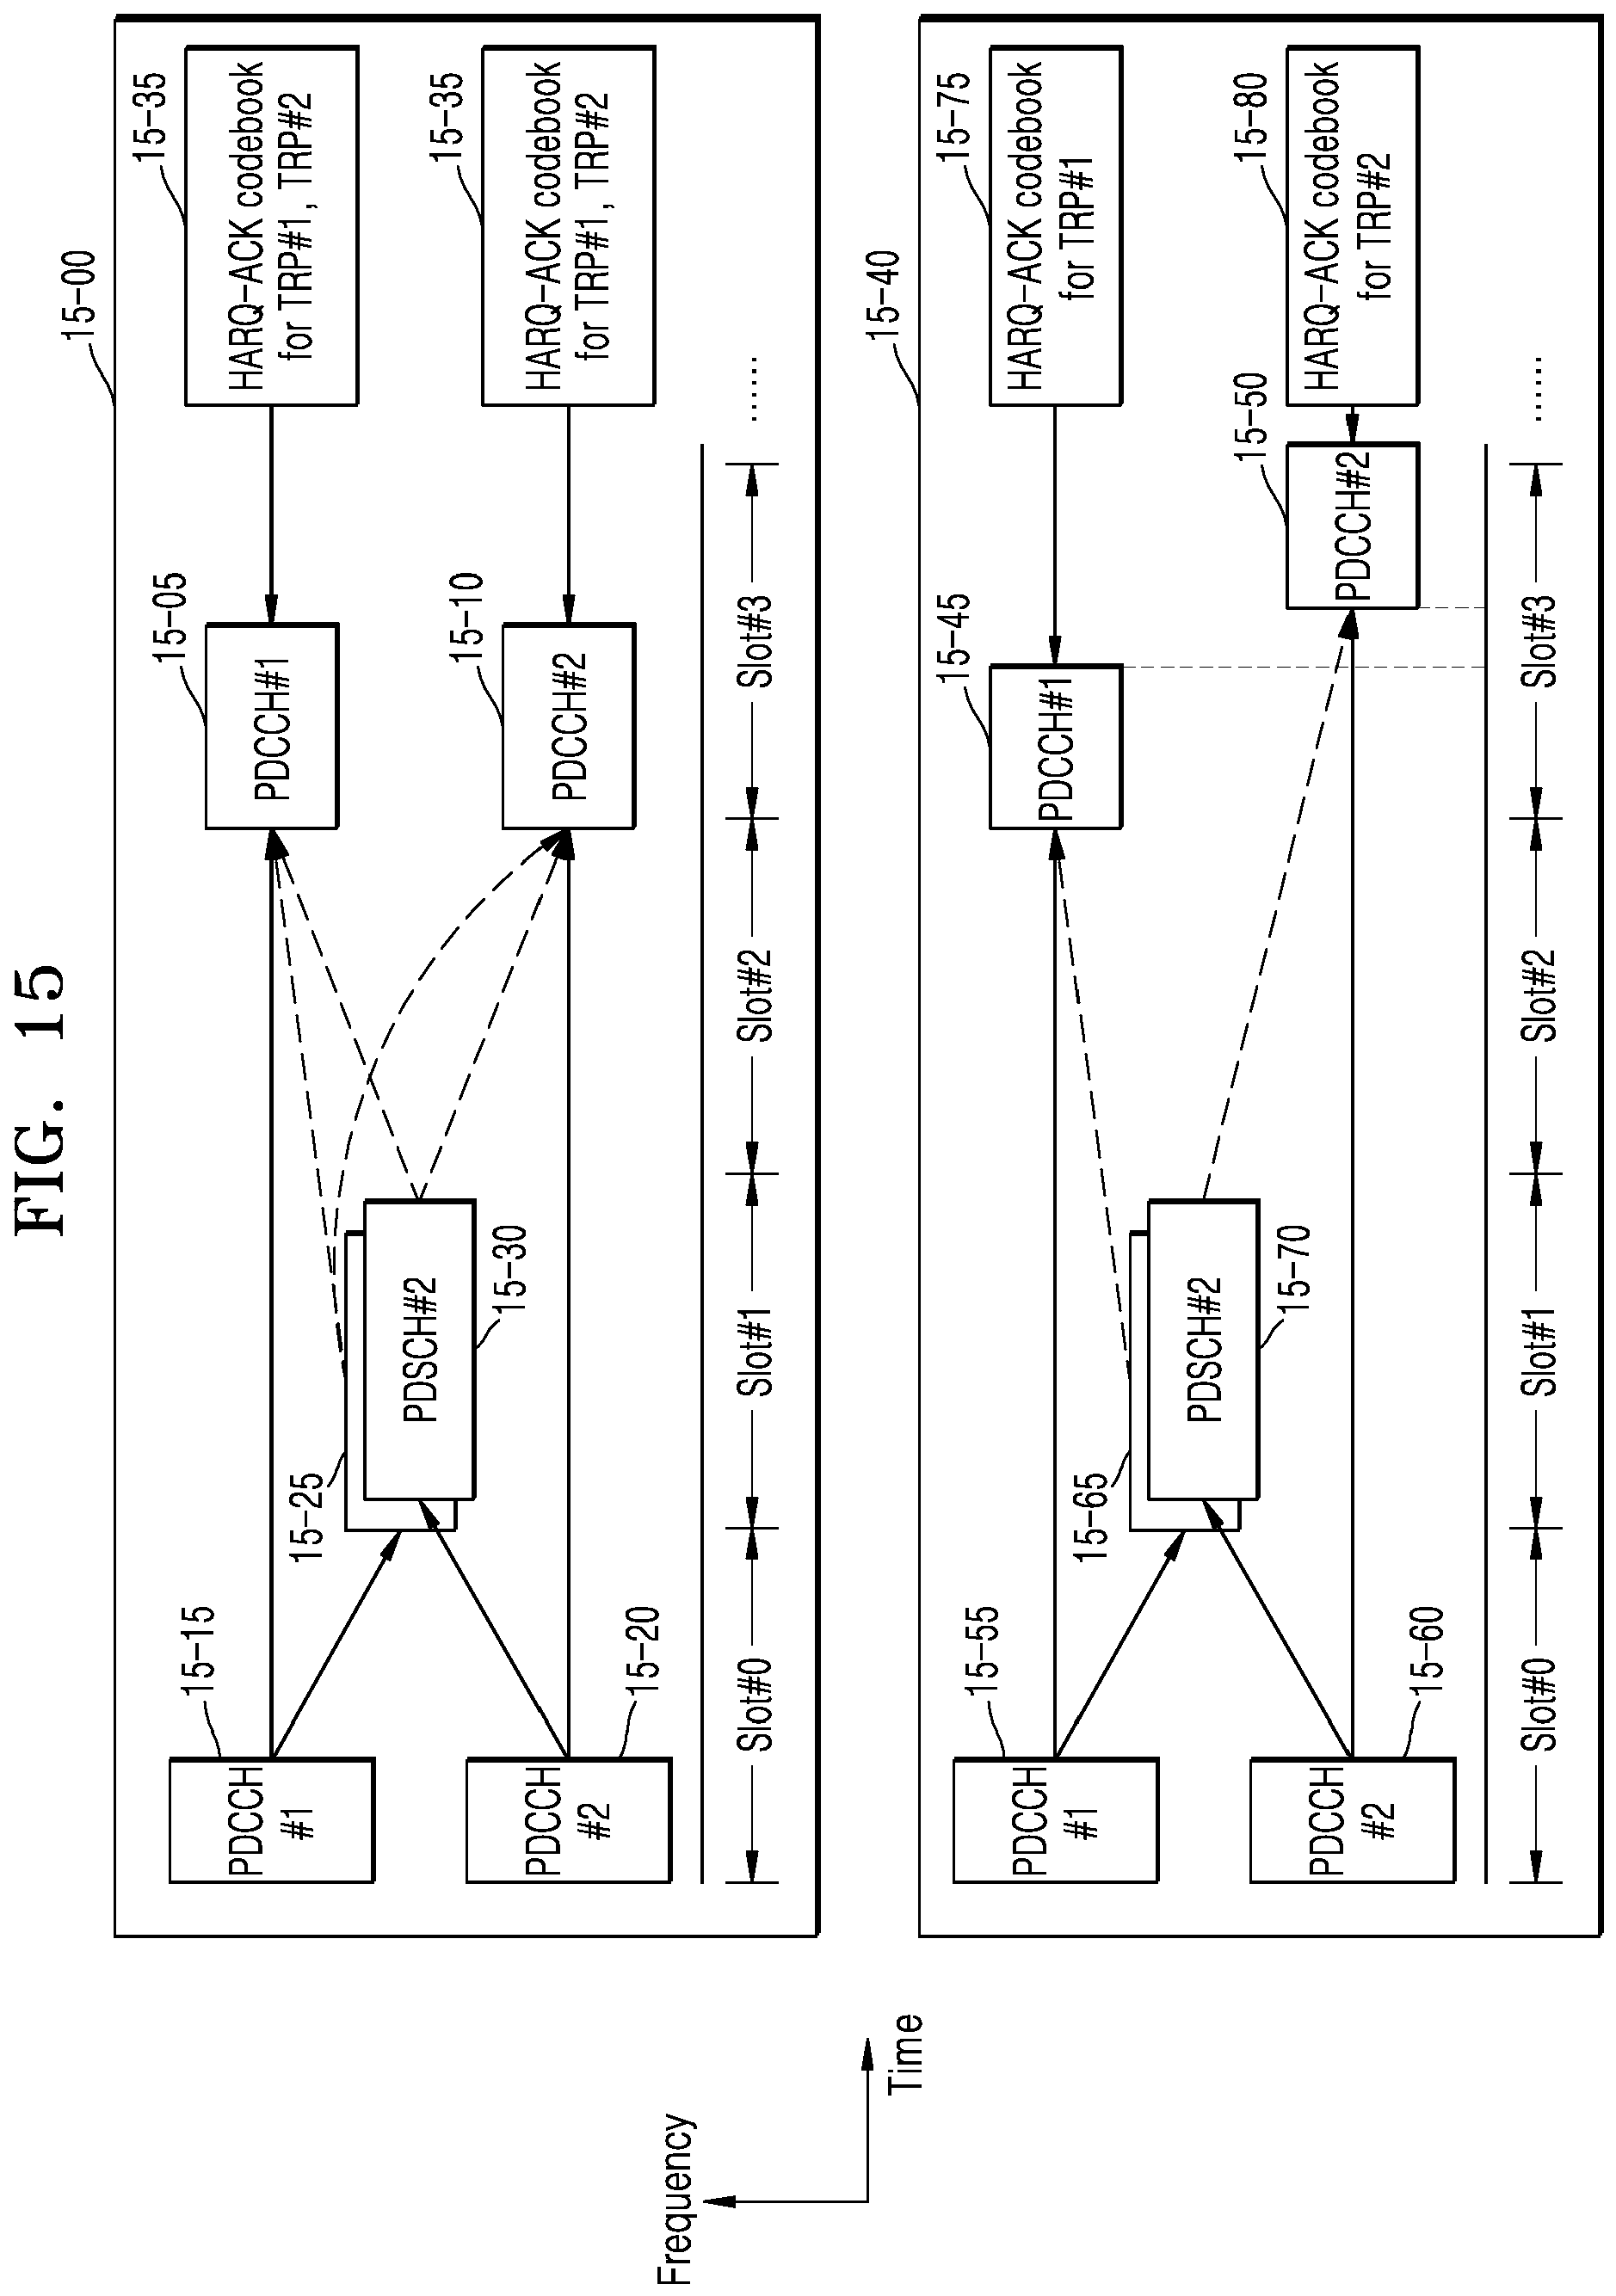 FIG. 15
15-00
15-15
PDCCH
#1
15-05
PDCCH#1
15-35
HARQ-ACK codebook
for TRP#1, TRP#2
15-25
PDSCH#2
15-30
PDCCH
#2
15-20
15-10
PDCCH#2
15-35
HARQ-ACK codebook
for TRP#1, TRP#2
Slot#0
Slot#1
Slot#2
Slot#3
......
15-40
15-55
PDCCH
#1
15-45
PDCCH#1
15-75
HARQ-ACK codebook
for TRP#1
15-65
PDSCH#2
15-70
PDCCH
#2
15-60
15-50
PDCCH#2
15-80
HARQ-ACK codebook
for TRP#2
Slot#0
Slot#1
Slot#2
Slot#3
......
Frequency
Time